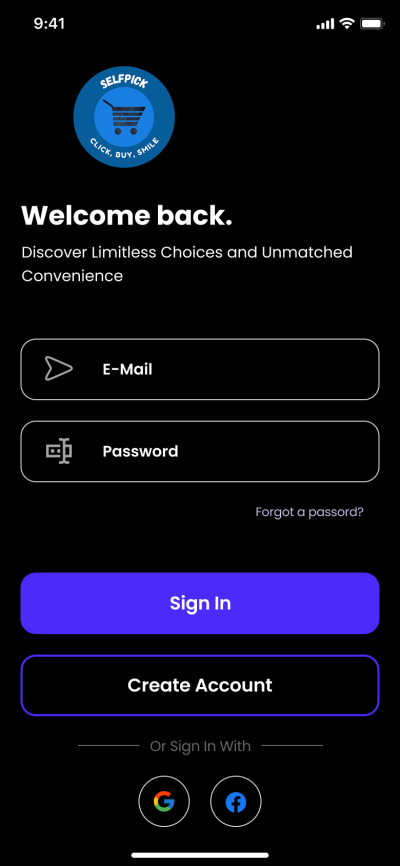 9:41
SELFPICK
CLICK, BUY, SMILE
Welcome back.
Discover Limitless Choices and Unmatched
Convenience
E-Mail
Password
Forgot a passord?
Sign In
Create Account
Or Sign In With